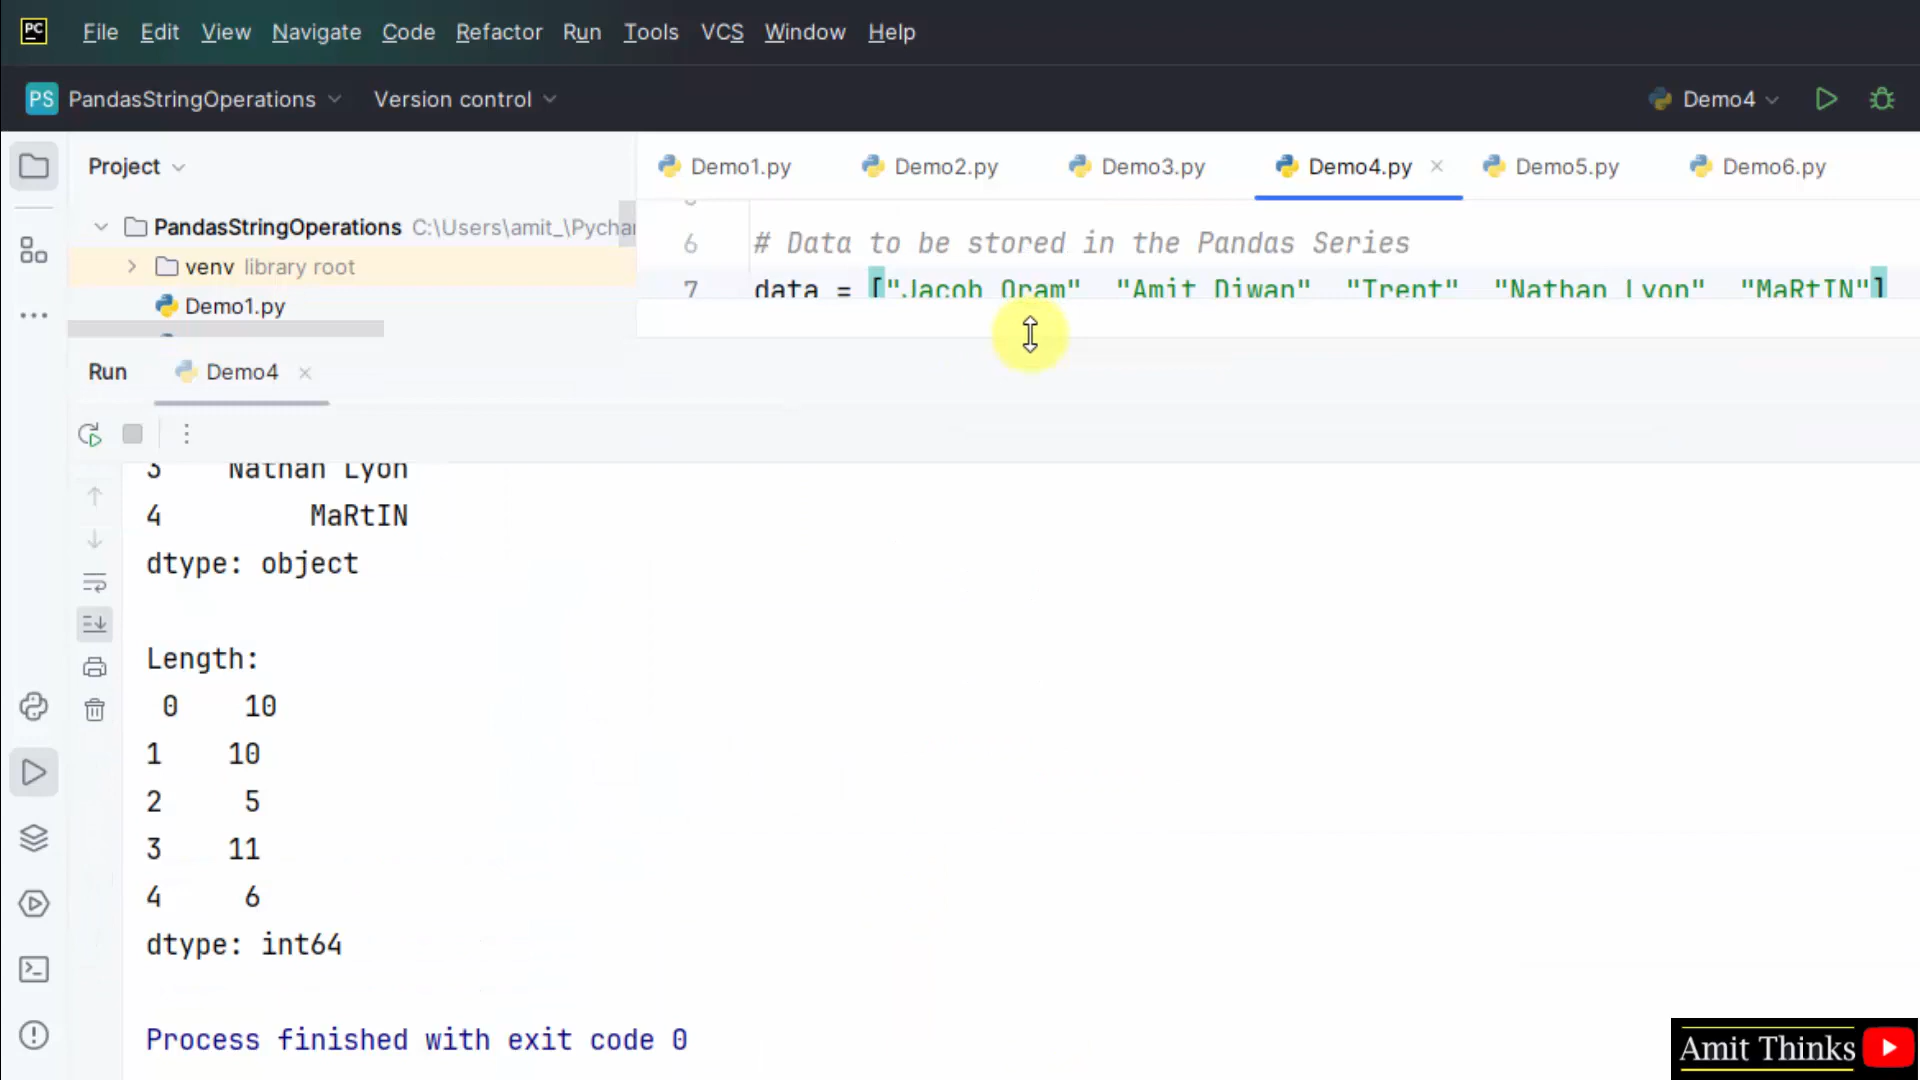 PC File Edit View Navigate Code Refactor Run Tools VCS Window Help
PS PandasStringOperations Version control Demo4
Project
Demo1.py Demo2.py Demo3.py Demo4.py Demo5.py Demo6.py
PandasStringOperations C:\Users\amit_\Pychar
venv library root
Demo1.py
6 # Data to be stored in the Pandas Series
7 data = ["Jacob Oram" "Amit Diwan" "Trent" "Nathan Lyon" "MaRtIN"]
Run Demo4
3 Nathan Lyon
4 MaRtIN
dtype: object
Length:
0 10
1 10
2 5
3 11
4 6
dtype: int64
Process finished with exit code 0
Amit Thinks